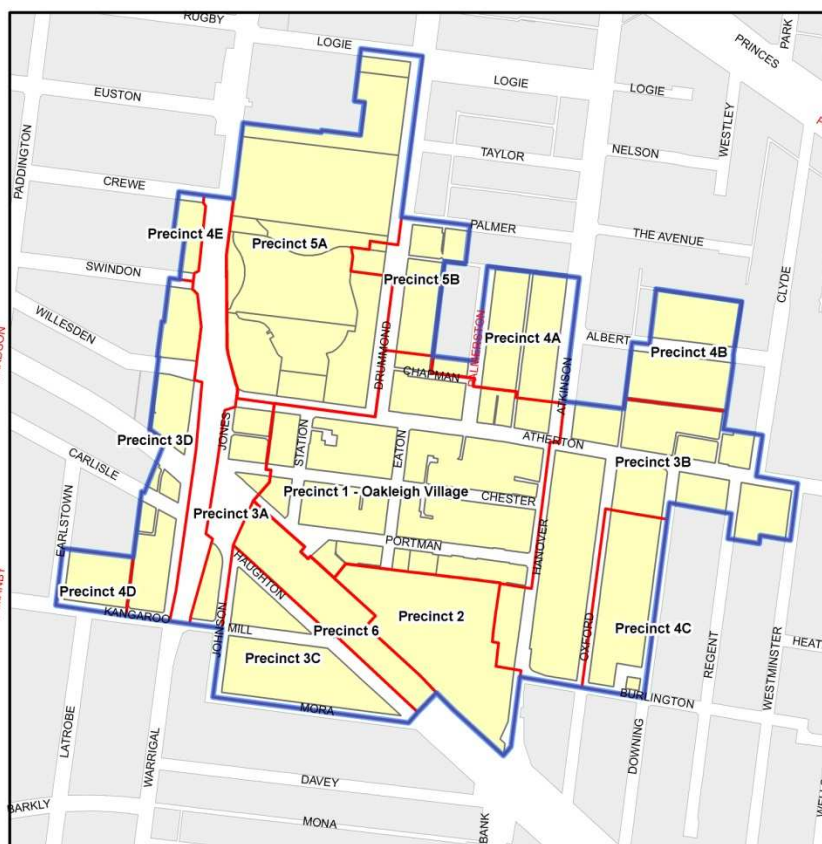 RUGBY
LOGIE
PARK
PRINCES
EUSTON
LOGIE
LOGIE
WESTLEY
PADDINGTON
TAYLOR
NELSON
CREWE
PALMER
THE AVENUE
Precinct 4E
Precinct 5A
Precinct 5B
SWINDON
CLYDE
WILLESDEN
DRUMMOND
PALMERSTON
Precinct 4A
ALBERT
Precinct 4B
CHAPMAN
ATKINSON
Precinct 3D
JONES
STATION
EATON
ATHERTON
Precinct 3B
CARLISLE
Precinct 1 - Oakleigh Village
CHESTER
EARLSTOWN
Precinct 3A
PORTMAN
HANOVER
HAUGHTON
Precinct 4D
KANGAROO
JOHNSON
MILL
Precinct 6
Precinct 2
OXFORD
Precinct 4C
REGENT
WESTMINSTER
HEAT
Precinct 3C
MORA
BURLINGTON
LATROBE
WARRIGAL
DOWNING
DAVEY
BARKLY
MONA
BANK